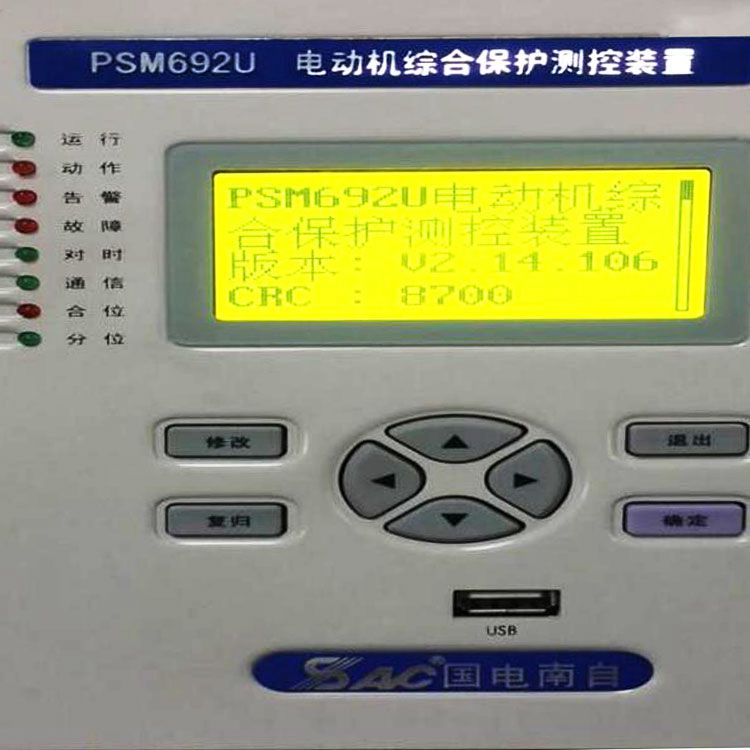 PSM692U 电动机综合保护测控装置
运行
动作
告警
故障
对时
通信
合位
分位
PSM692U电动机综
合保护测控装置
版本: V2.14.106
CRC : 8700
修改
退出
复归
确定
USB
SAC® 国电南自